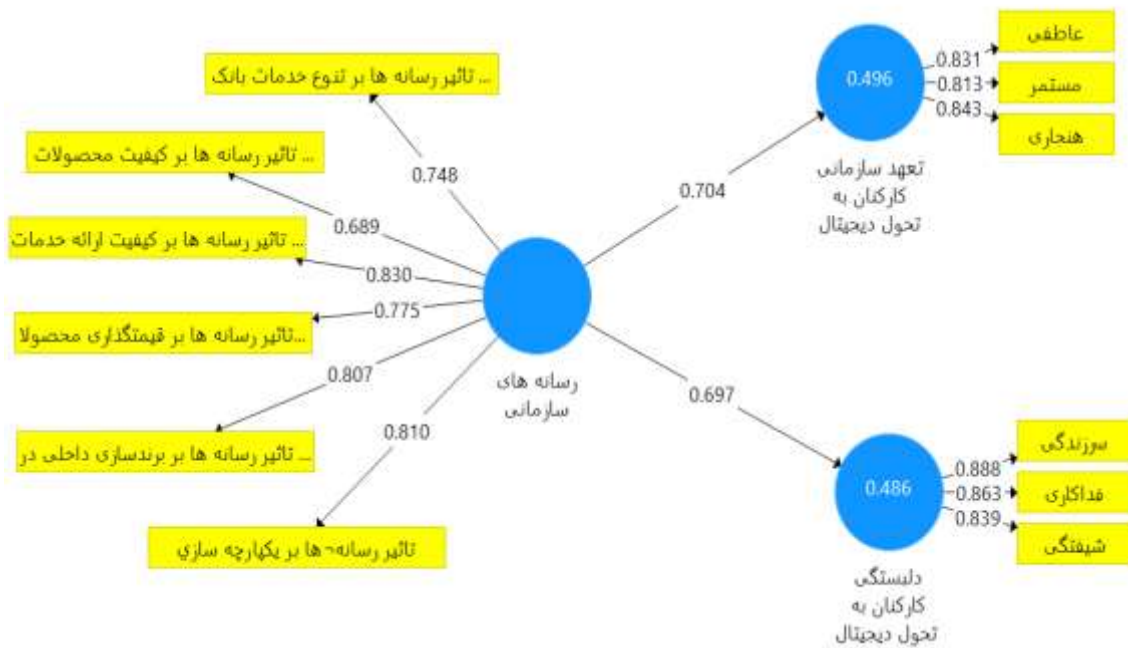 ... تاثیر رسانه ها بر تنوع خدمات بانک
... تاثیر رسانه ها بر کیفیت محصولات
... تاثیر رسانه ها بر کیفیت ارائه خدمات
...تاثیر رسانه ها بر قیمتگذاری محصولا
... تاثیر رسانه ها بر برندسازی داخلی در
تاثیر رسانه¬ها بر یکپارچه سازي
0.748
0.689
0.830
0.775
0.807
0.810
رسانه های
سازمانی
0.704
0.697
0.496
تعهد سازمانی
کارکنان به
تحول دیجیتال
0.831
0.813
0.843
عاطفی
مستمر
هنجاری
0.486
دلبستگی
کارکنان به
تحول دیجیتال
0.888
0.863
0.839
سرزندگی
فداکاری
شیفتگی